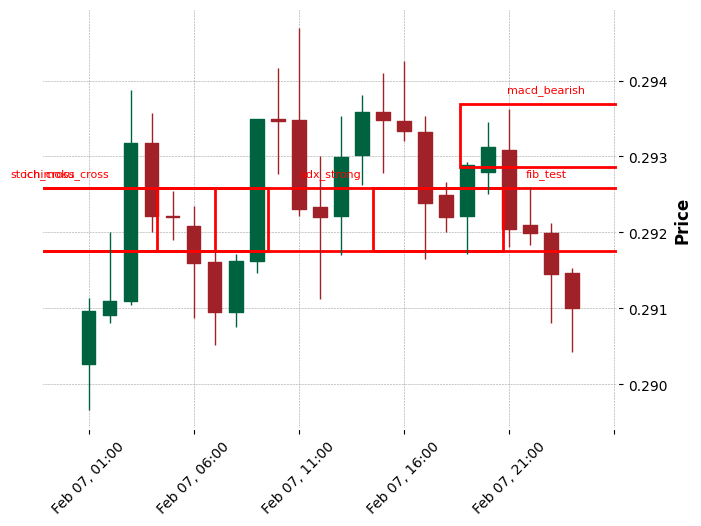 macd_bearish
stoch_cross
ichimoku_cross
adx_strong
fib_test
0.294
0.293
0.292
0.291
0.290
Price
Feb 07, 01:00
Feb 07, 06:00
Feb 07, 11:00
Feb 07, 16:00
Feb 07, 21:00